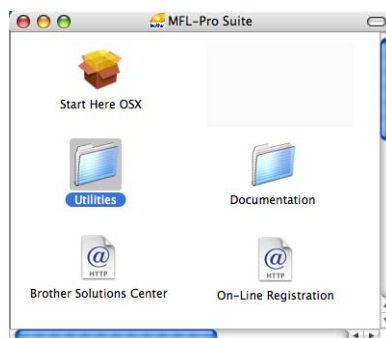 MFL-Pro Suite
Start Here OSX
Utilities
Documentation
@
HTTP
@
HTTP
Brother Solutions Center
On-Line Registration